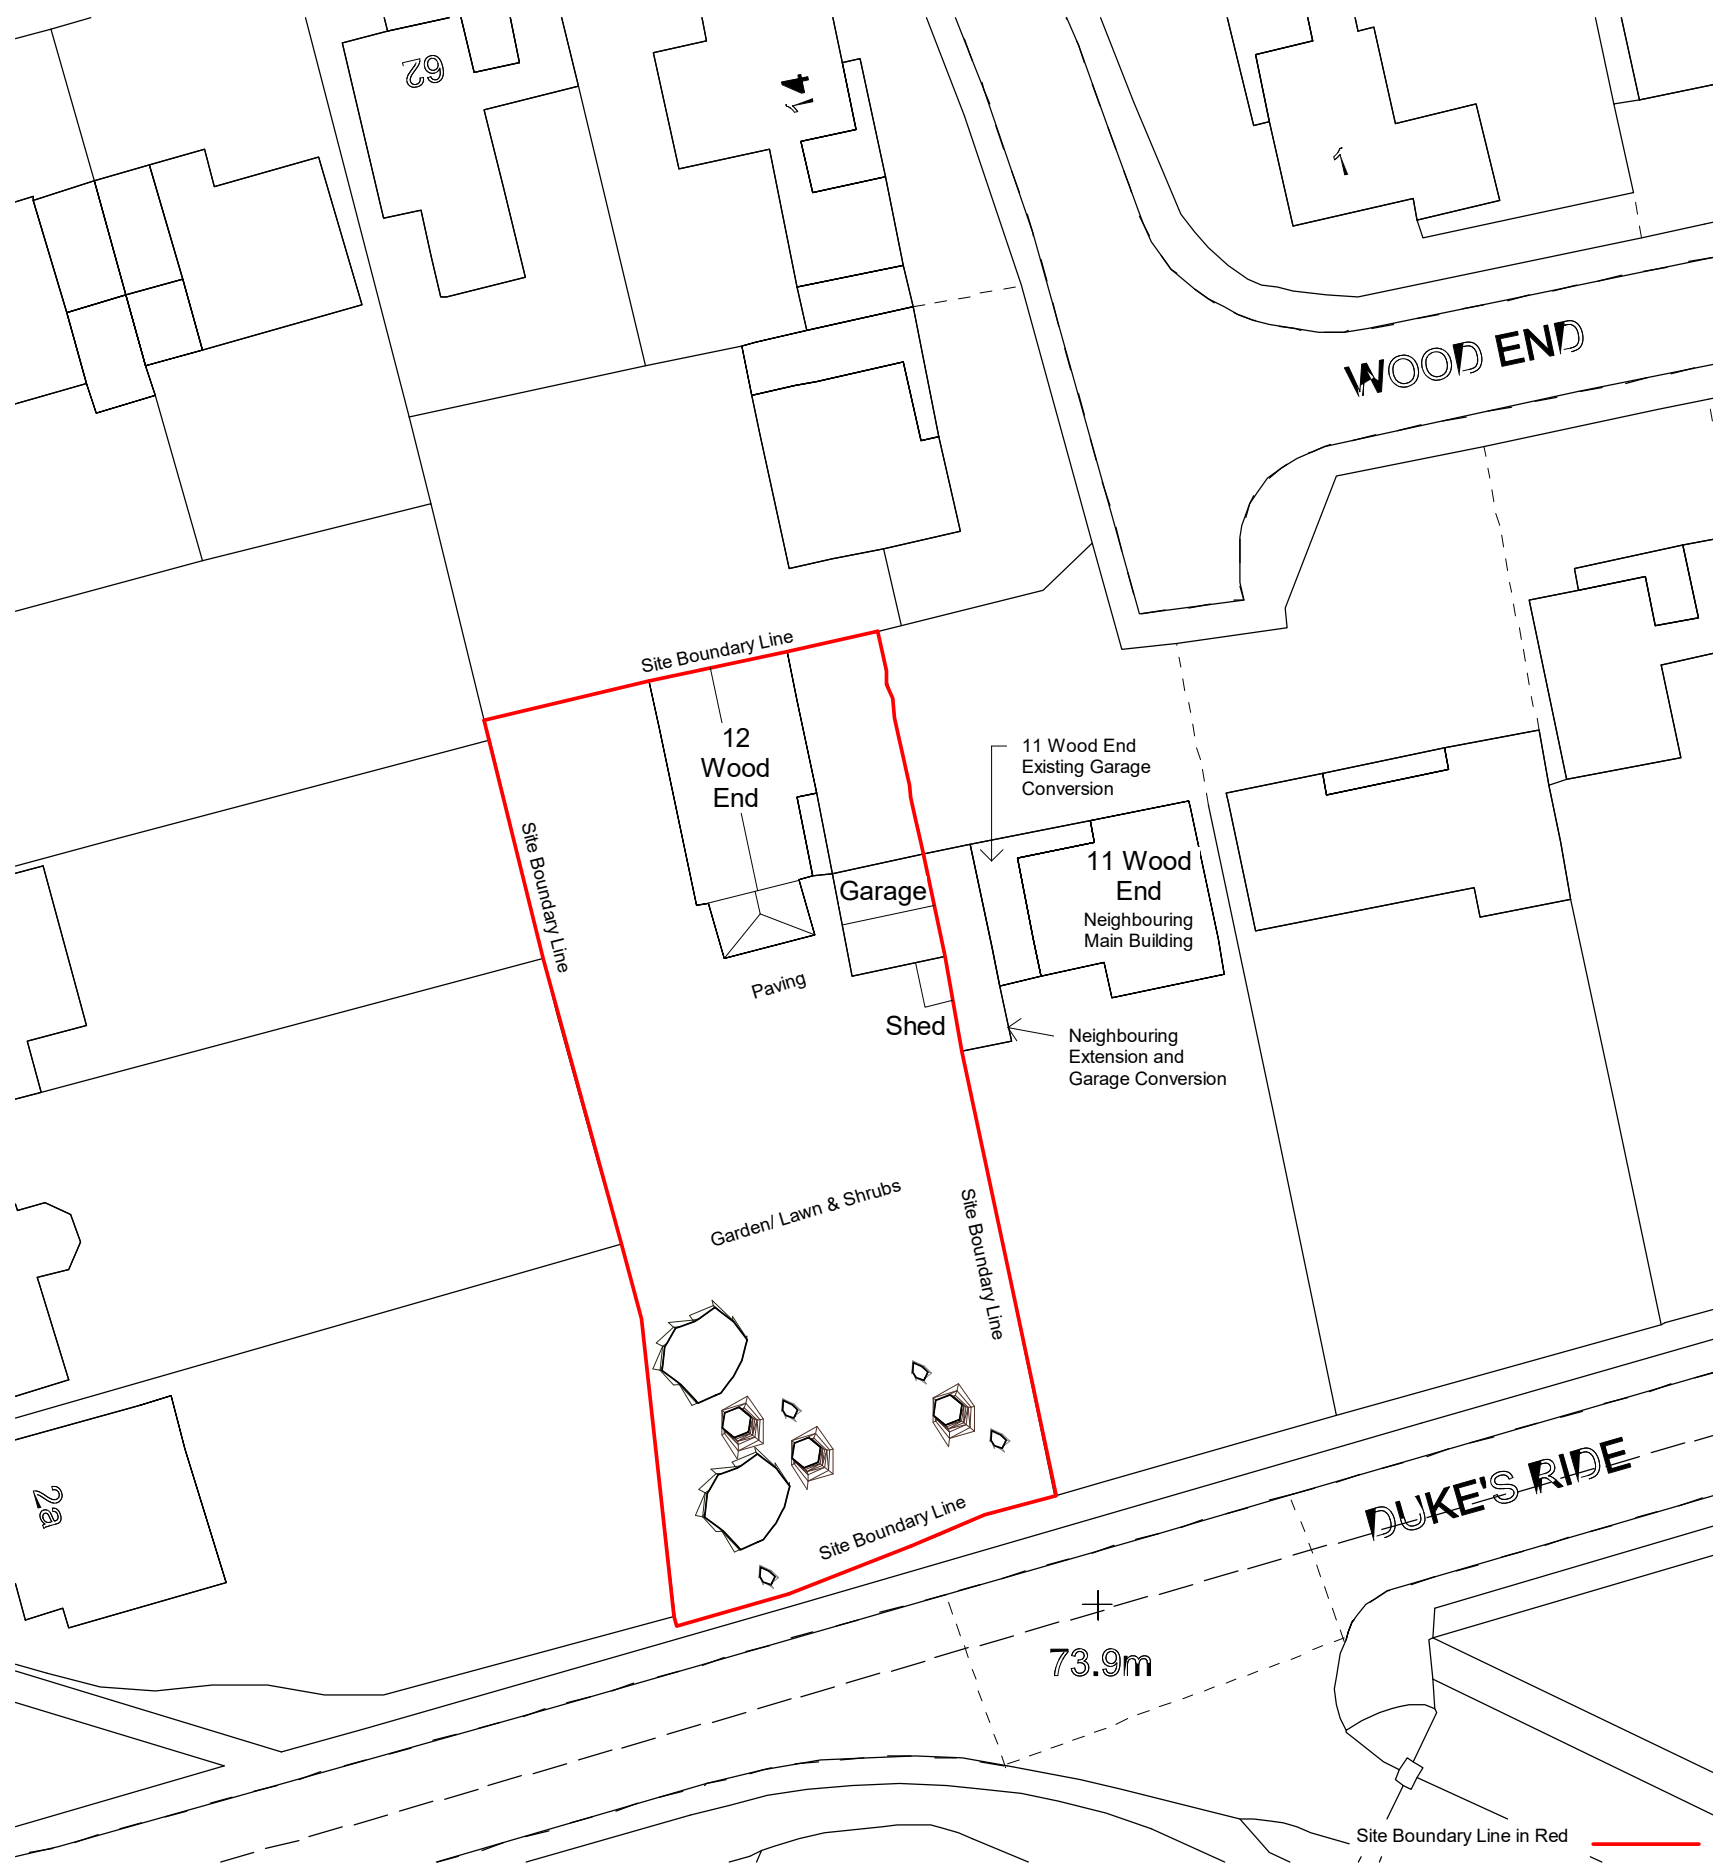 62
14
1
WOOD END
Site Boundary Line
12
Wood
End
11 Wood End
Existing Garage
Conversion
Site Boundary Line
Garage
11 Wood
End
Neighbouring
Main Building
Paving
Shed
Neighbouring
Extension and
Garage Conversion
Garden/ Lawn & Shrubs
Site Boundary Line
2a
Site Boundary Line
DUKE'S RIDE
73.9m
Site Boundary Line in Red